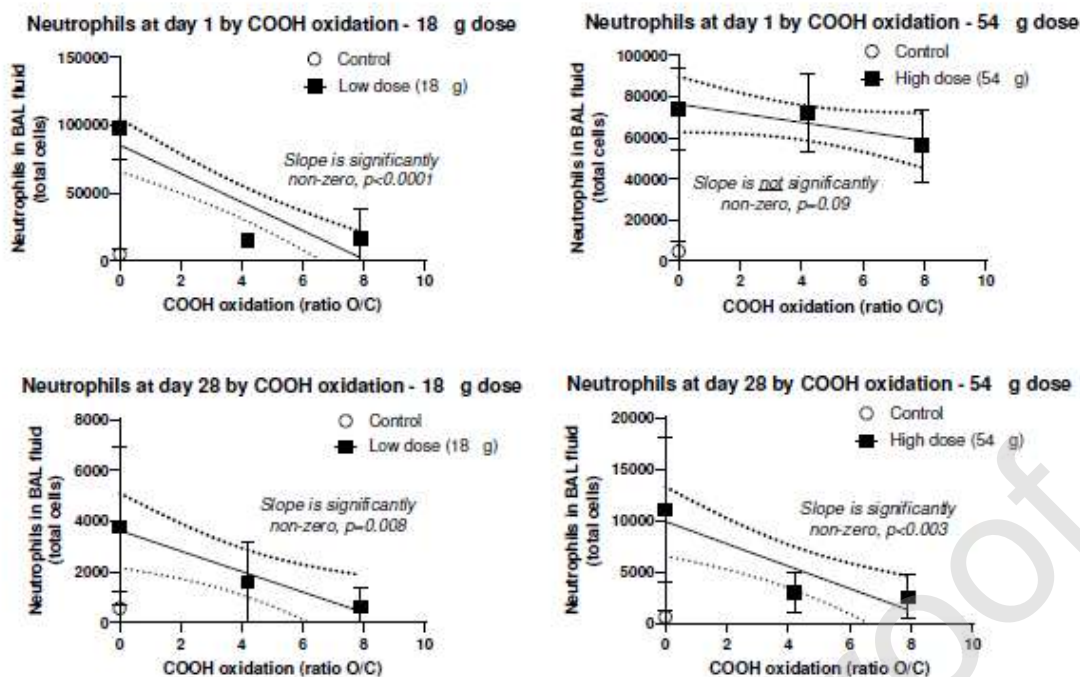 Neutrophils at day 1 by COOH oxidation - 18 g dose
Control
Low dose (18 g)
Neutrophils in BAL fluid
(total cells)
150000
100000
50000
0
Slope is significantly
non-zero, p<0.0001
0 2 4 6 8 10
COOH oxidation (ratio O/C)
Neutrophils at day 1 by COOH oxidation - 54 g dose
Control
High dose (54 g)
Neutrophils in BAL fluid
(total cells)
100000
80000
60000
40000
20000
0
Slope is not significantly
non-zero, p=0.09
0 2 4 6 8 10
COOH oxidation (ratio O/C)
Neutrophils at day 28 by COOH oxidation - 18 g dose
Control
Low dose (18 g)
Neutrophils in BAL fluid
(total cells)
8000
6000
4000
2000
0
Slope is significantly
non-zero, p=0.008
0 2 4 6 8 10
COOH oxidation (ratio O/C)
Neutrophils at day 28 by COOH oxidation - 54 g dose
Control
High dose (54 g)
Neutrophils in BAL fluid
(total cells)
20000
15000
10000
5000
0
Slope is significantly
non-zero, p<0.003
0 2 4 6 8 10
COOH oxidation (ratio O/C)
roof